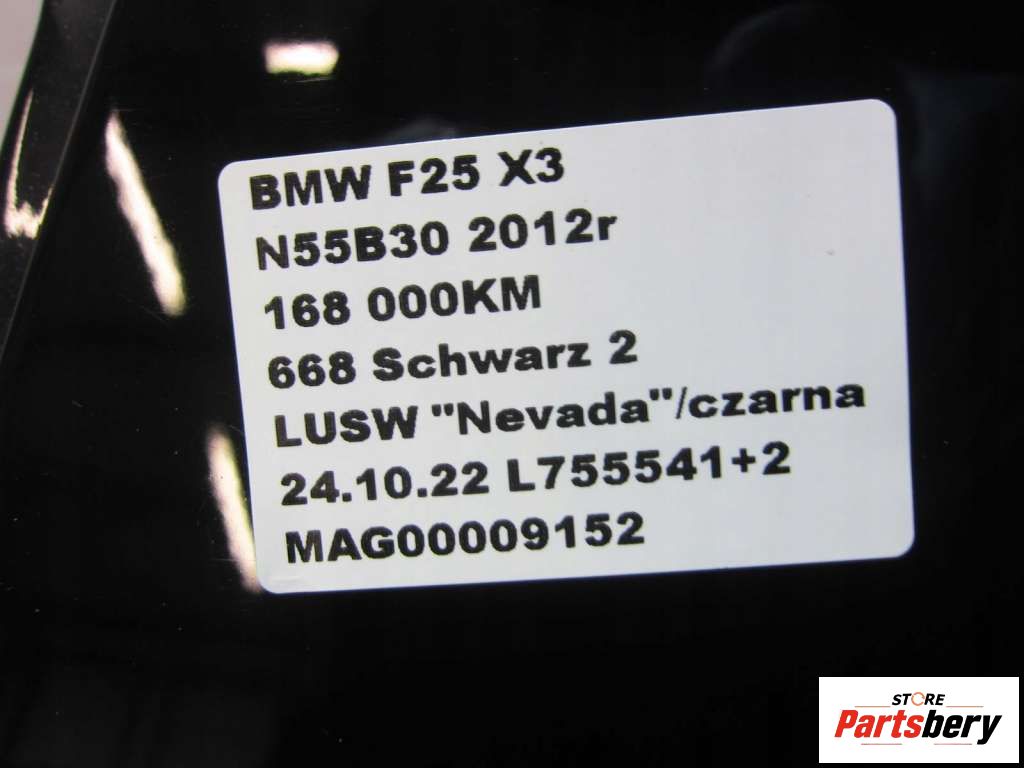 BMW F25 X3
N55B30 2012r
168 000KM
668 Schwarz 2
LUSW "Nevada"/czarna
24.10.22 L755541+2
MAG00009152
STORE
Partsbery